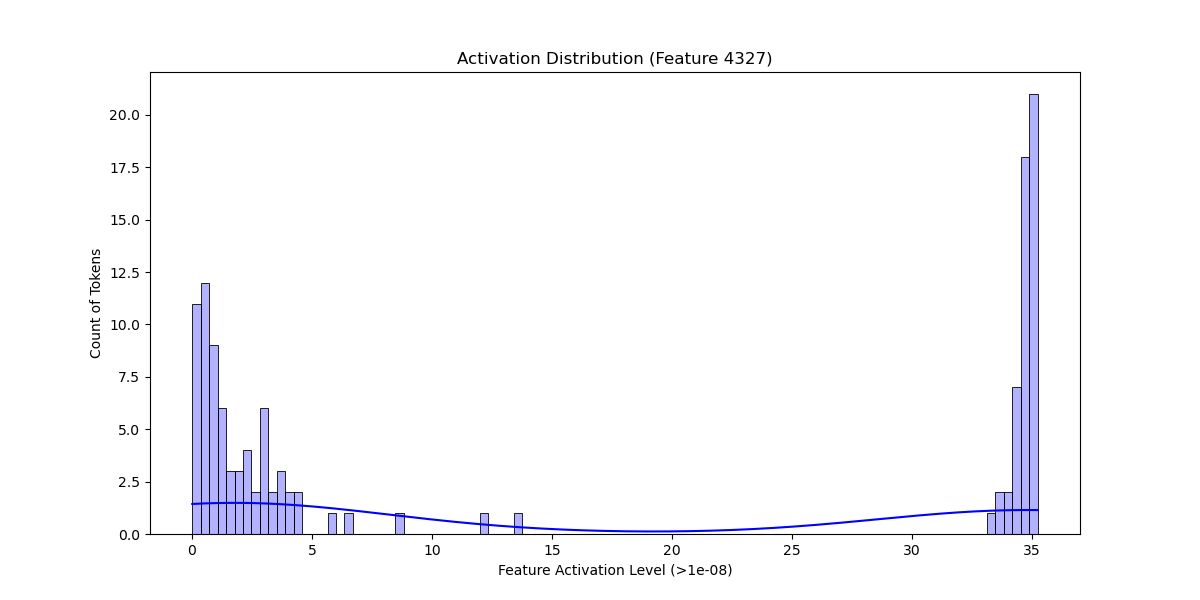 Activation Distribution (Feature 4327)
Count of Tokens
20.0
17.5
15.0
12.5
10.0
7.5
5.0
2.5
0.0
0 5 10 15 20 25 30 35
Feature Activation Level (>1e-08)